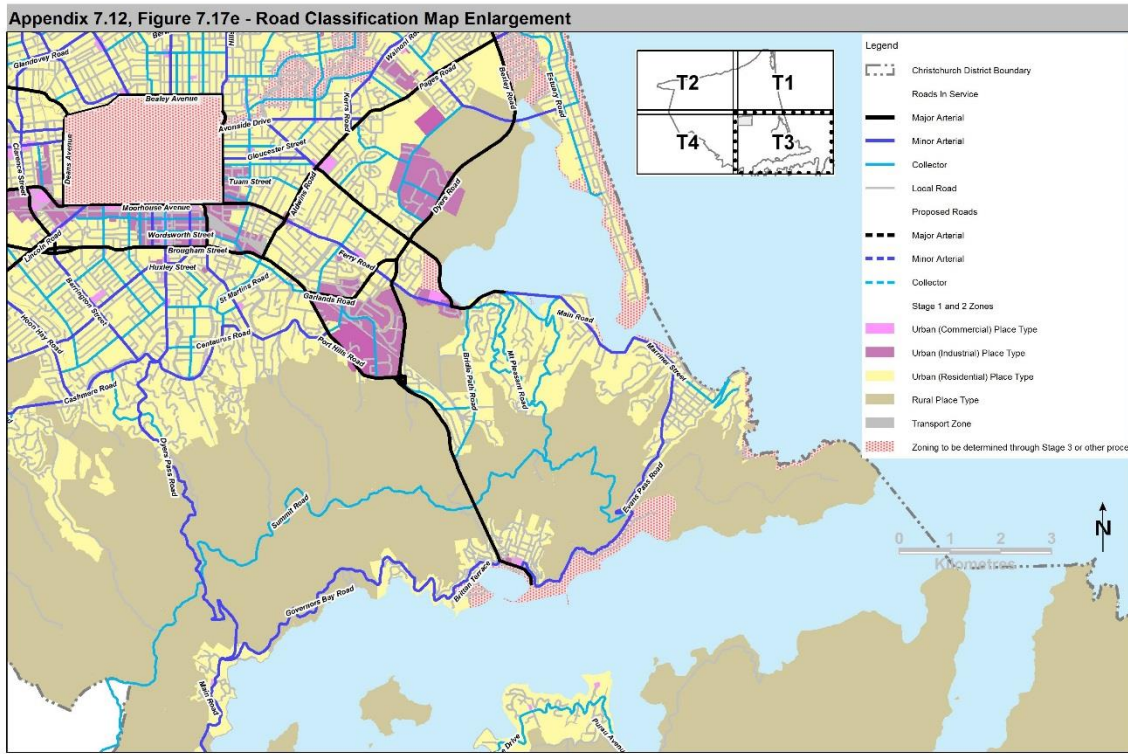 Appendix 7.12, Figure 7.17e - Road Classification Map Enlargement
Glandovey Road
Hills
Wainoni Road
Pages Road
Bexley Road
Estuary Road
Kerrs Road
Bealey Avenue
Avonside Drive
Gloucester Street
Clarence Street
Deans Avenue
Tuam Street
Aldwins Road
Dyers Road
Moorhouse Avenue
Lincoln Road
Wordsworth Street
Brougham Street
Ferry Road
Huxley Street
Barrington Street
St Martins Road
Garlands Road
Main Road
Hoon Hay Road
Centaurus Road
Port Hills Road
Bridle Path Road
Mt Pleasant Road
Marriner Street
Cashmere Road
Dyers Pass Road
Summit Road
Evans Pass Road
Governors Bay Road
Brittan Terrace
Main Road
Drive
Purau Avenue
T2
T1
T4
T3
Legend
Christchurch District Boundary
Roads In Service
Major Arterial
Minor Arterial
Collector
Local Road
Proposed Roads
Major Arterial
Minor Arterial
Collector
Stage 1 and 2 Zones
Urban (Commercial) Place Type
Urban (Industrial) Place Type
Urban (Residential) Place Type
Rural Place Type
Transport Zone
Zoning to be determined through Stage 3 or other proce
N
0 1 2 3
Kilometres